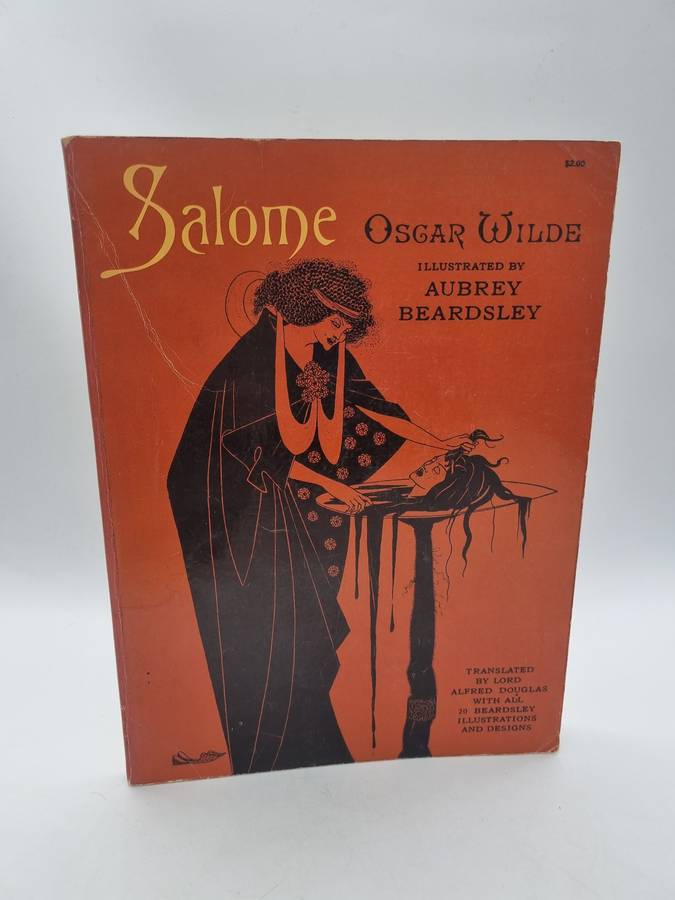 $2.00
Salome
OSCAR WILDE
ILLUSTRATED BY
AUBREY
BEARDSLEY
TRANSLATED
BY LORD
ALFRED DOUGLAS
WITH ALL
20 BEARDSLEY
ILLUSTRATIONS
AND DESIGNS